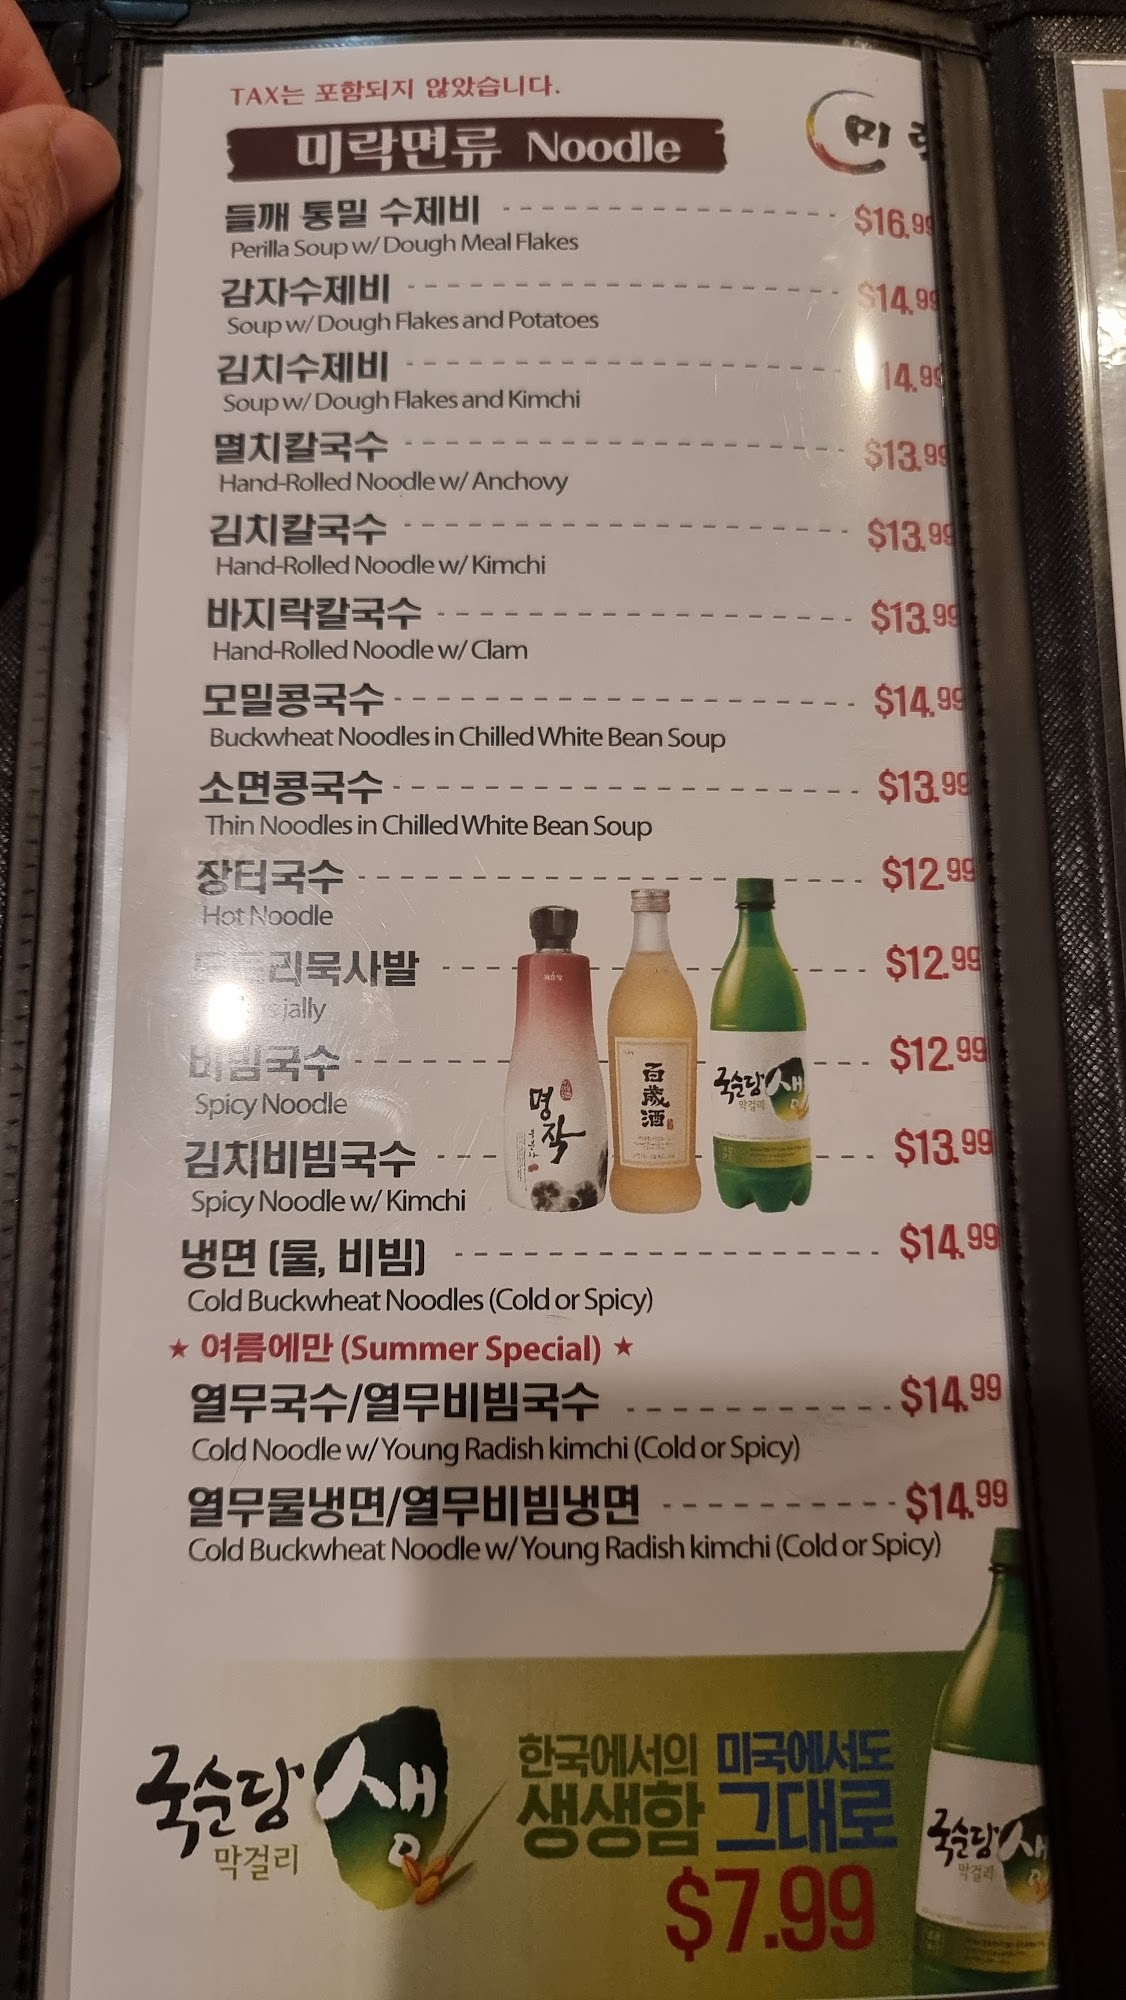 TAX는 포함되지 않았습니다.
미락면류 Noodle
미락
들깨 통밀 수제비 $16.99
Perilla Soup w/ Dough Meal Flakes
감자수제비 $14.99
Soup w/ Dough Flakes and Potatoes
김치수제비 14.99
Soup w/ Dough Flakes and Kimchi
멸치칼국수 $13.99
Hand-Rolled Noodle w/ Anchovy
김치칼국수 $13.99
Hand-Rolled Noodle w/ Kimchi
바지락칼국수 $13.99
Hand-Rolled Noodle w/ Clam
모밀콩국수 $14.99
Buckwheat Noodles in Chilled White Bean Soup
소면콩국수 $13.99
Thin Noodles in Chilled White Bean Soup
장터국수 $12.99
Hot Noodle
리묵사발 $12.99
jally
비빔국수 $12.99
Spicy Noodle
김치비빔국수 $13.99
Spicy Noodle w/ Kimchi
명작
百歲酒
국순당 생
막걸리
냉면 (물, 비빔) $14.99
Cold Buckwheat Noodles (Cold or Spicy)
★ 여름에만 (Summer Special) ★
열무국수/열무비빔국수 $14.99
Cold Noodle w/ Young Radish kimchi (Cold or Spicy)
열무물냉면/열무비빔냉면 $14.99
Cold Buckwheat Noodle w/ Young Radish kimchi (Cold or Spicy)
국순당 생
막걸리
한국에서의 미국에서도
생생함 그대로
$7.99
국순당 생
막걸리